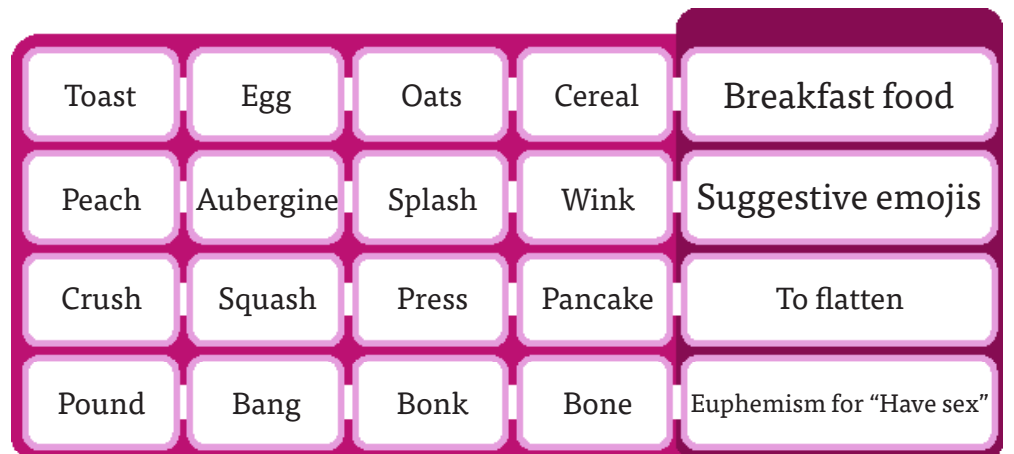 Toast Egg Oats Cereal Breakfast food
Peach Aubergine Splash Wink Suggestive emojis
Crush Squash Press Pancake To flatten
Pound Bang Bonk Bone Euphemism for “Have sex”